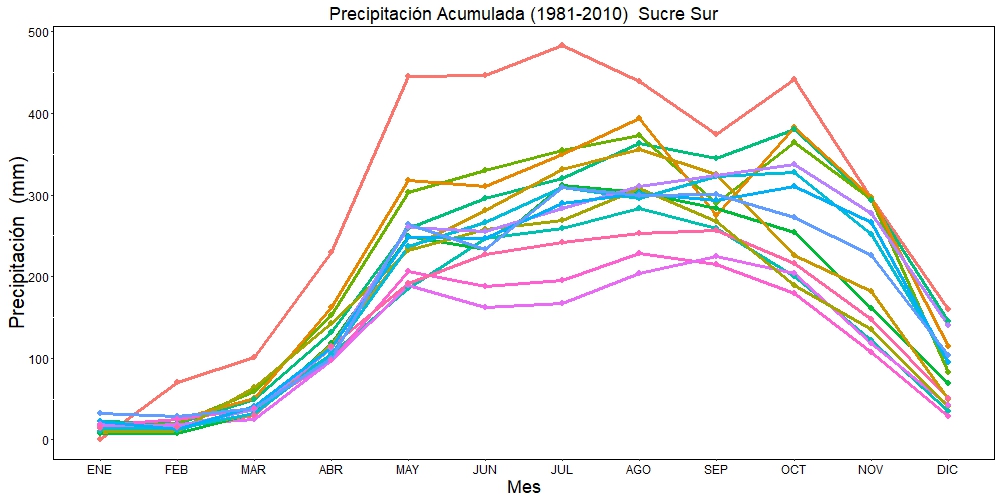 Precipitación Acumulada (1981-2010)  Sucre Sur
500
400
300
200
100
0
Precipitación  (mm)
ENE FEB MAR ABR MAY JUN JUL AGO SEP OCT NOV DIC
Mes